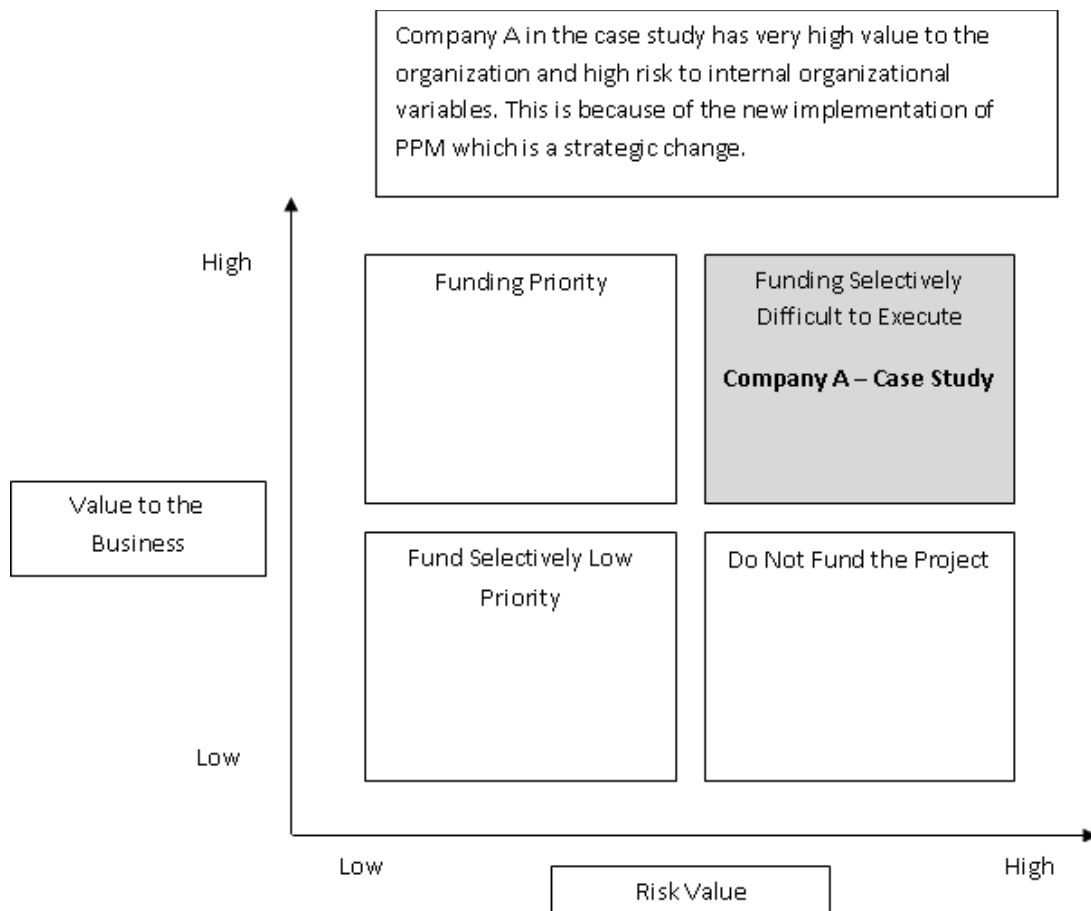 Company A in the case study has very high value to the
organization and high risk to internal organizational
variables. This is because of the new implementation of
PPM which is a strategic change.
High
Funding Priority
Funding Selectively
Difficult to Execute
Company A – Case Study
Value to the
Business
Fund Selectively Low
Priority
Do Not Fund the Project
Low
Low
High
Risk Value